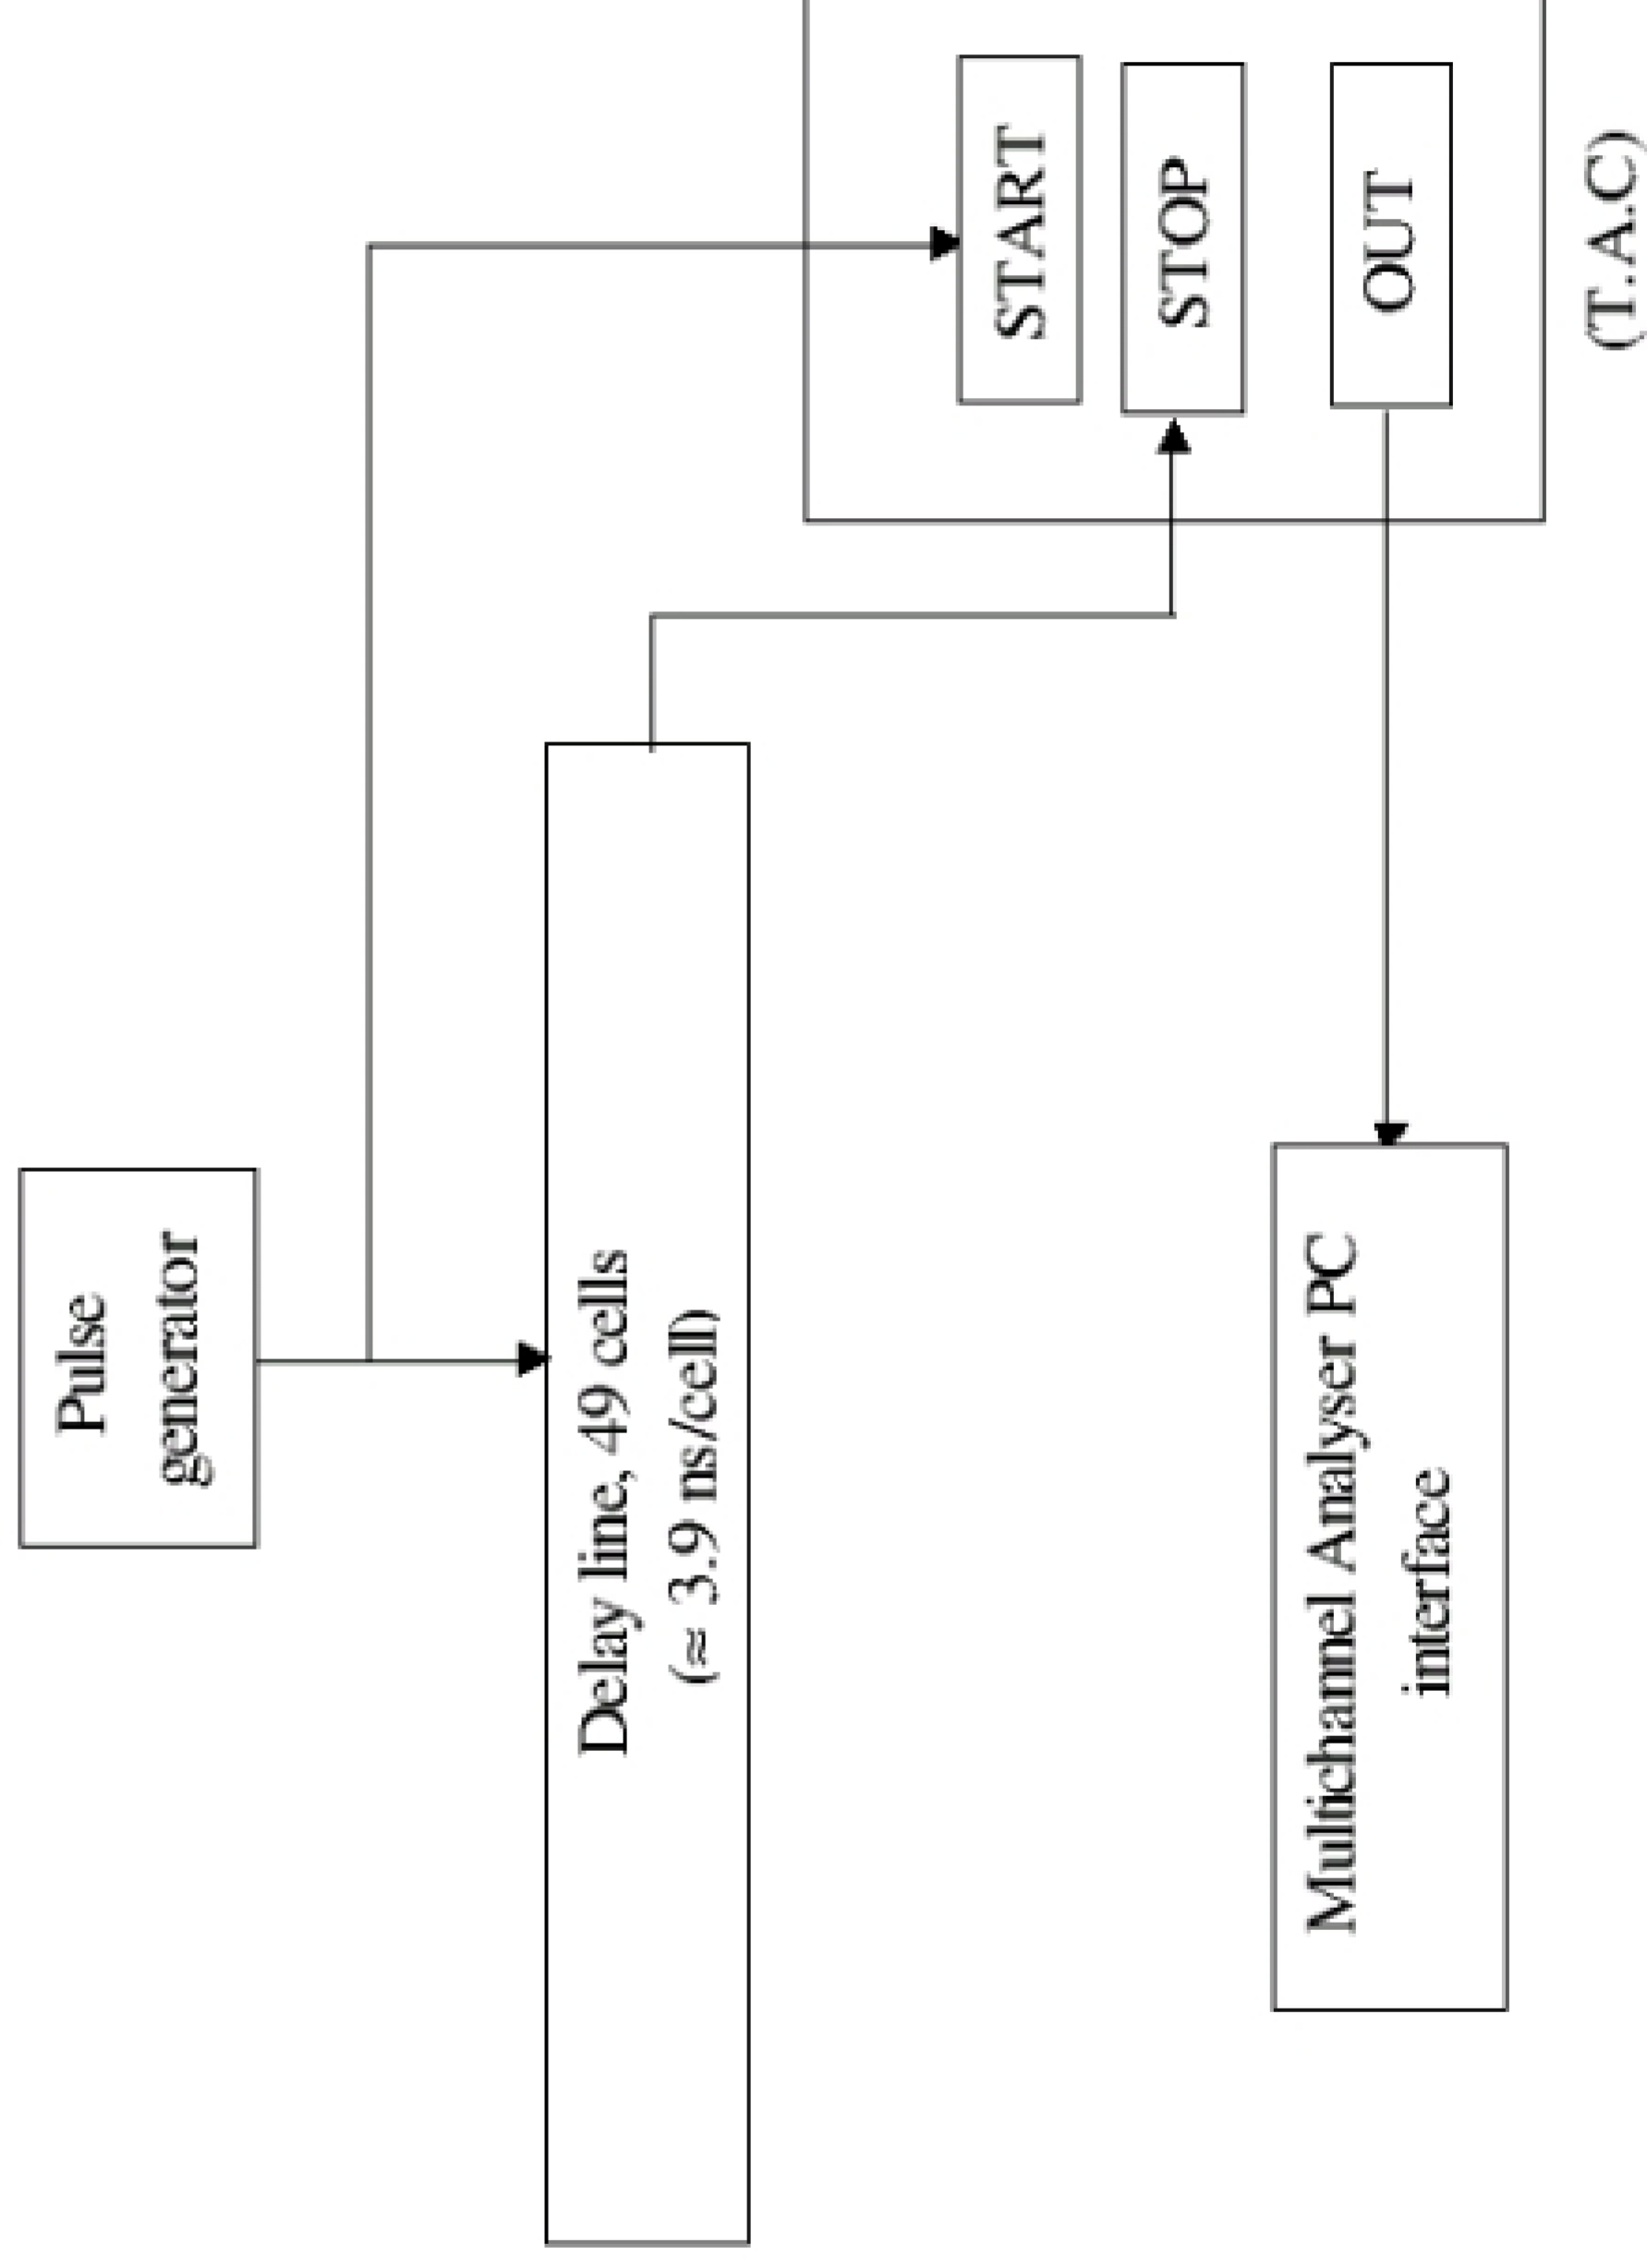 Pulse
generator
Delay line, 49 cells
(≈ 3.9 ns/cell)
START
STOP
OUT
(T.A.C)
Multichannel Analyser PC
interface